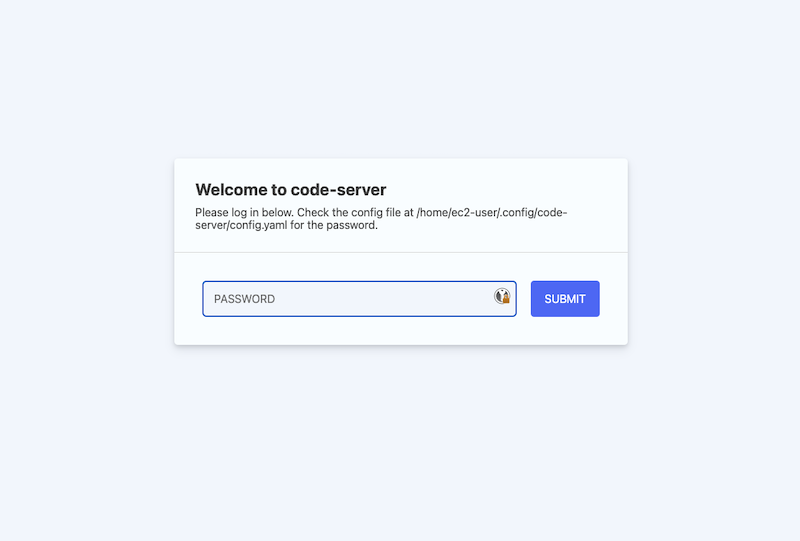 Welcome to code-server
Please log in below. Check the config file at /home/ec2-user/.config/code-
server/config.yaml for the password.
PASSWORD
SUBMIT